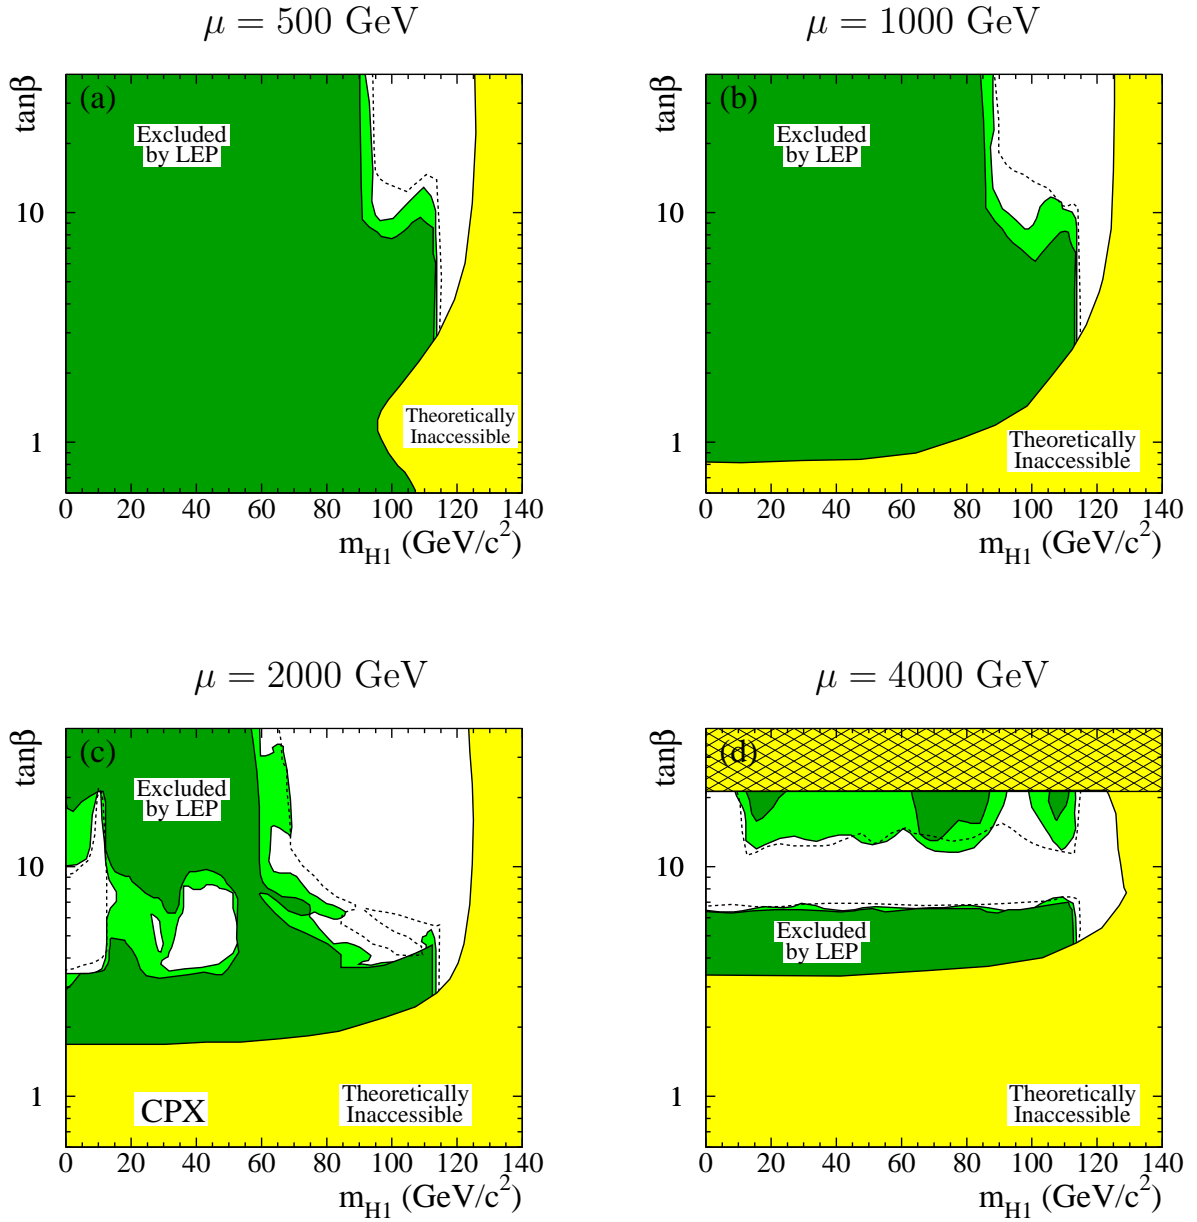 μ = 500 GeV
tanβ
(a)
Excluded
by LEP
10
1
Theoretically
Inaccessible
0 20 40 60 80 100 120 140
m_H1 (GeV/c²)
μ = 1000 GeV
tanβ
(b)
Excluded
by LEP
10
1
Theoretically
Inaccessible
0 20 40 60 80 100 120 140
m_H1 (GeV/c²)
μ = 2000 GeV
tanβ
(c)
Excluded
by LEP
10
1
CPX
Theoretically
Inaccessible
0 20 40 60 80 100 120 140
m_H1 (GeV/c²)
μ = 4000 GeV
tanβ
(d)
10
Excluded
by LEP
1
Theoretically
Inaccessible
0 20 40 60 80 100 120 140
m_H1 (GeV/c²)